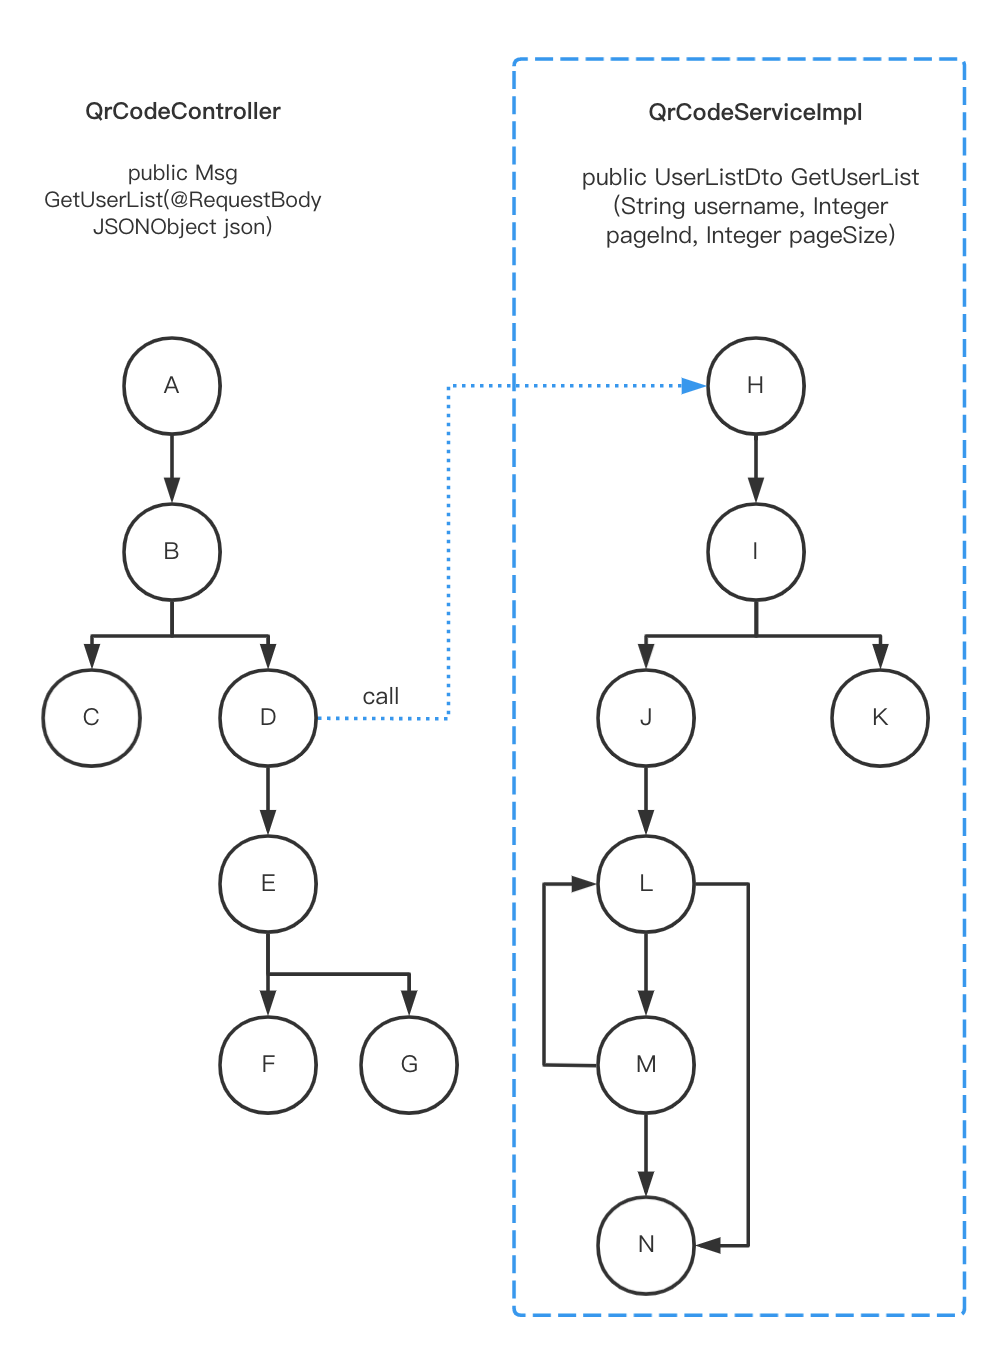 QrCodeController
public Msg
GetUserList(@RequestBody
JSONObject json)
QrCodeServiceImpl
public UserListDto GetUserList
(String username, Integer
pageInd, Integer pageSize)
A
H
B
I
C
D
call
J
K
E
L
F
G
M
N